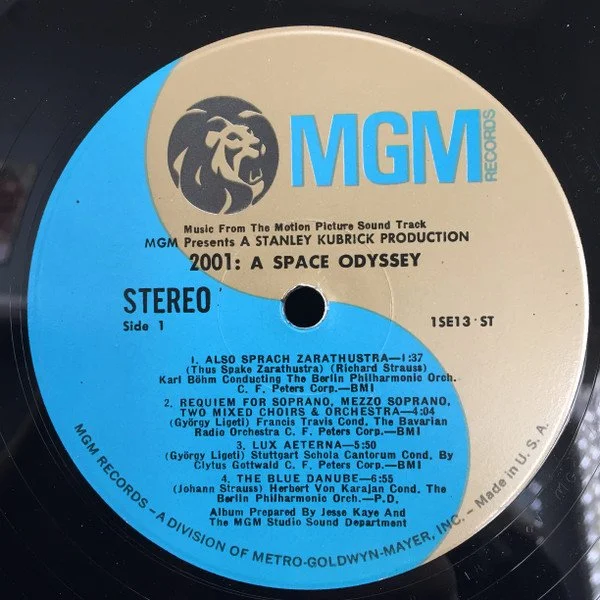 MGM
RECORDS
Music From The Motion Picture Sound Track
MGM Presents A STANLEY KUBRICK PRODUCTION
2001: A SPACE ODYSSEY
STEREO
Side 1
1SE13 ST
1. ALSO SPRACH ZARATHUSTRA—1:37
(Thus Spake Zarathustra) (Richard Strauss)
Karl Böhm Conducting The Berlin Philharmonic Orch.
C. F. Peters Corp.—BMI
2. REQUIEM FOR SOPRANO, MEZZO SOPRANO,
TWO MIXED CHOIRS & ORCHESTRA—4:04
(György Ligeti) Francis Travis Cond. The Bavarian
Radio Orchestra C. F. Peters Corp.—BMI
3. LUX AETERNA—5:50
(György Ligeti) Stuttgart Schola Cantorum Cond. By
Clytus Gottwald C. F. Peters Corp.—BMI
4. THE BLUE DANUBE—6:55
(Johann Strauss) Herbert Von Karajan Cond. The
Berlin Philharmonic Orch.—P.D.
Album Prepared By Jesse Kaye And
The MGM Studio Sound Department
MGM RECORDS — A DIVISION OF METRO-GOLDWYN-MAYER, INC. — Made in U. S. A.